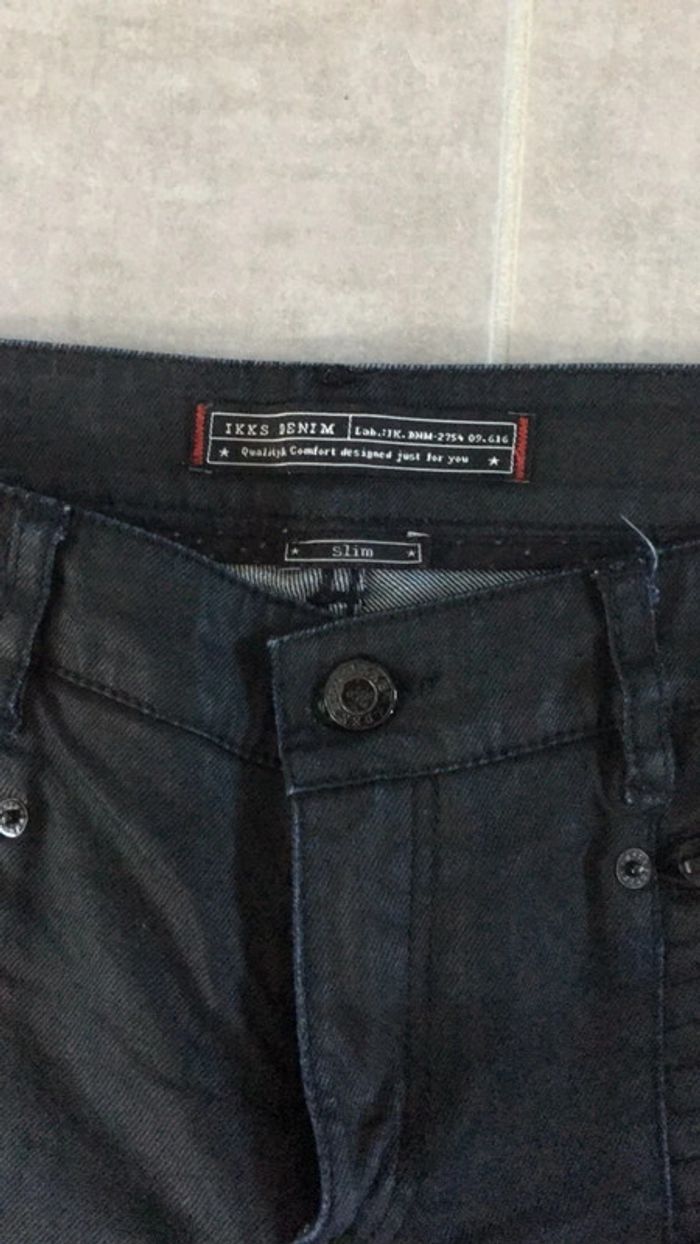 IKKS DENIM
Lab.:IK.DNM-2754 09.616
Quality& Comfort designed just for you
Slim